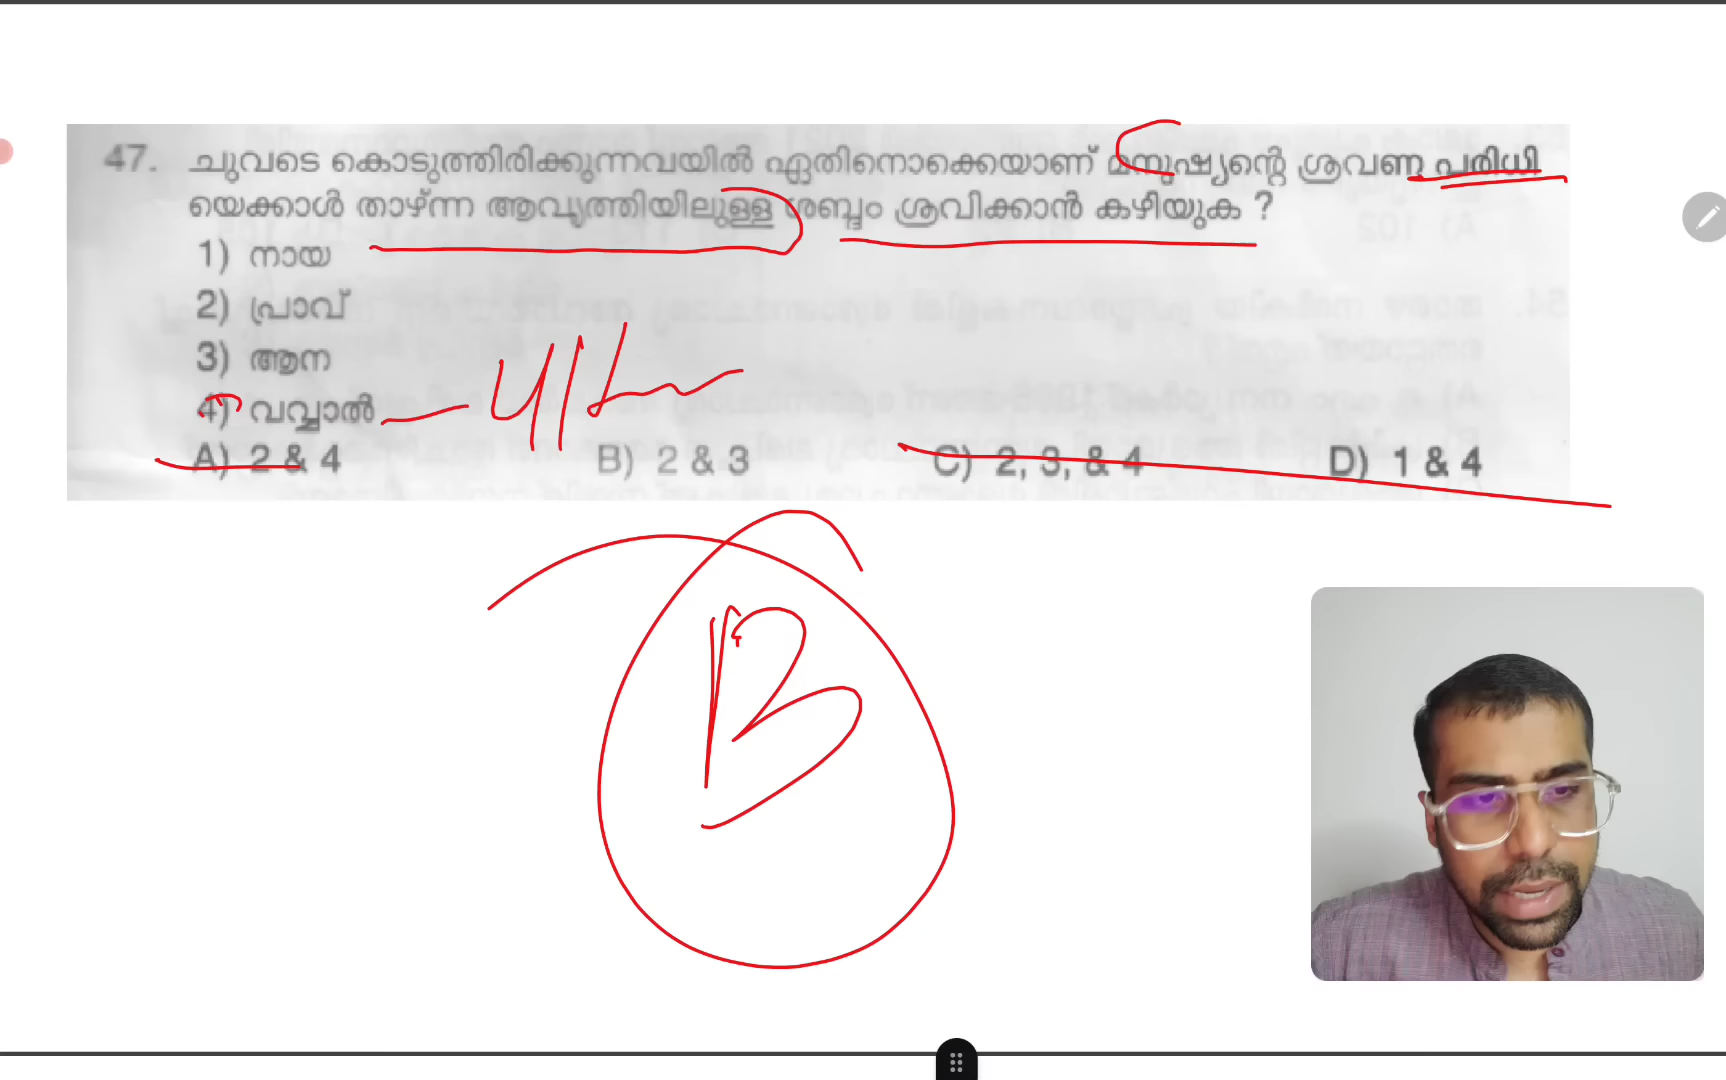 47. ചുവടെ കൊടുത്തിരിക്കുന്നവയിൽ ഏതിനൊക്കെയാണ് മനുഷ്യന്റെ ശ്രവണ പരിധി
യെക്കാൾ താഴ്ന്ന ആവൃത്തിയിലുള്ള ശബ്ദം ശ്രവിക്കാൻ കഴിയുക ?
1) നായ
2) പ്രാവ്
3) ആന
4) വവ്വാൽ
A) 2 & 4 B) 2 & 3 C) 2, 3, & 4 D) 1 & 4
B